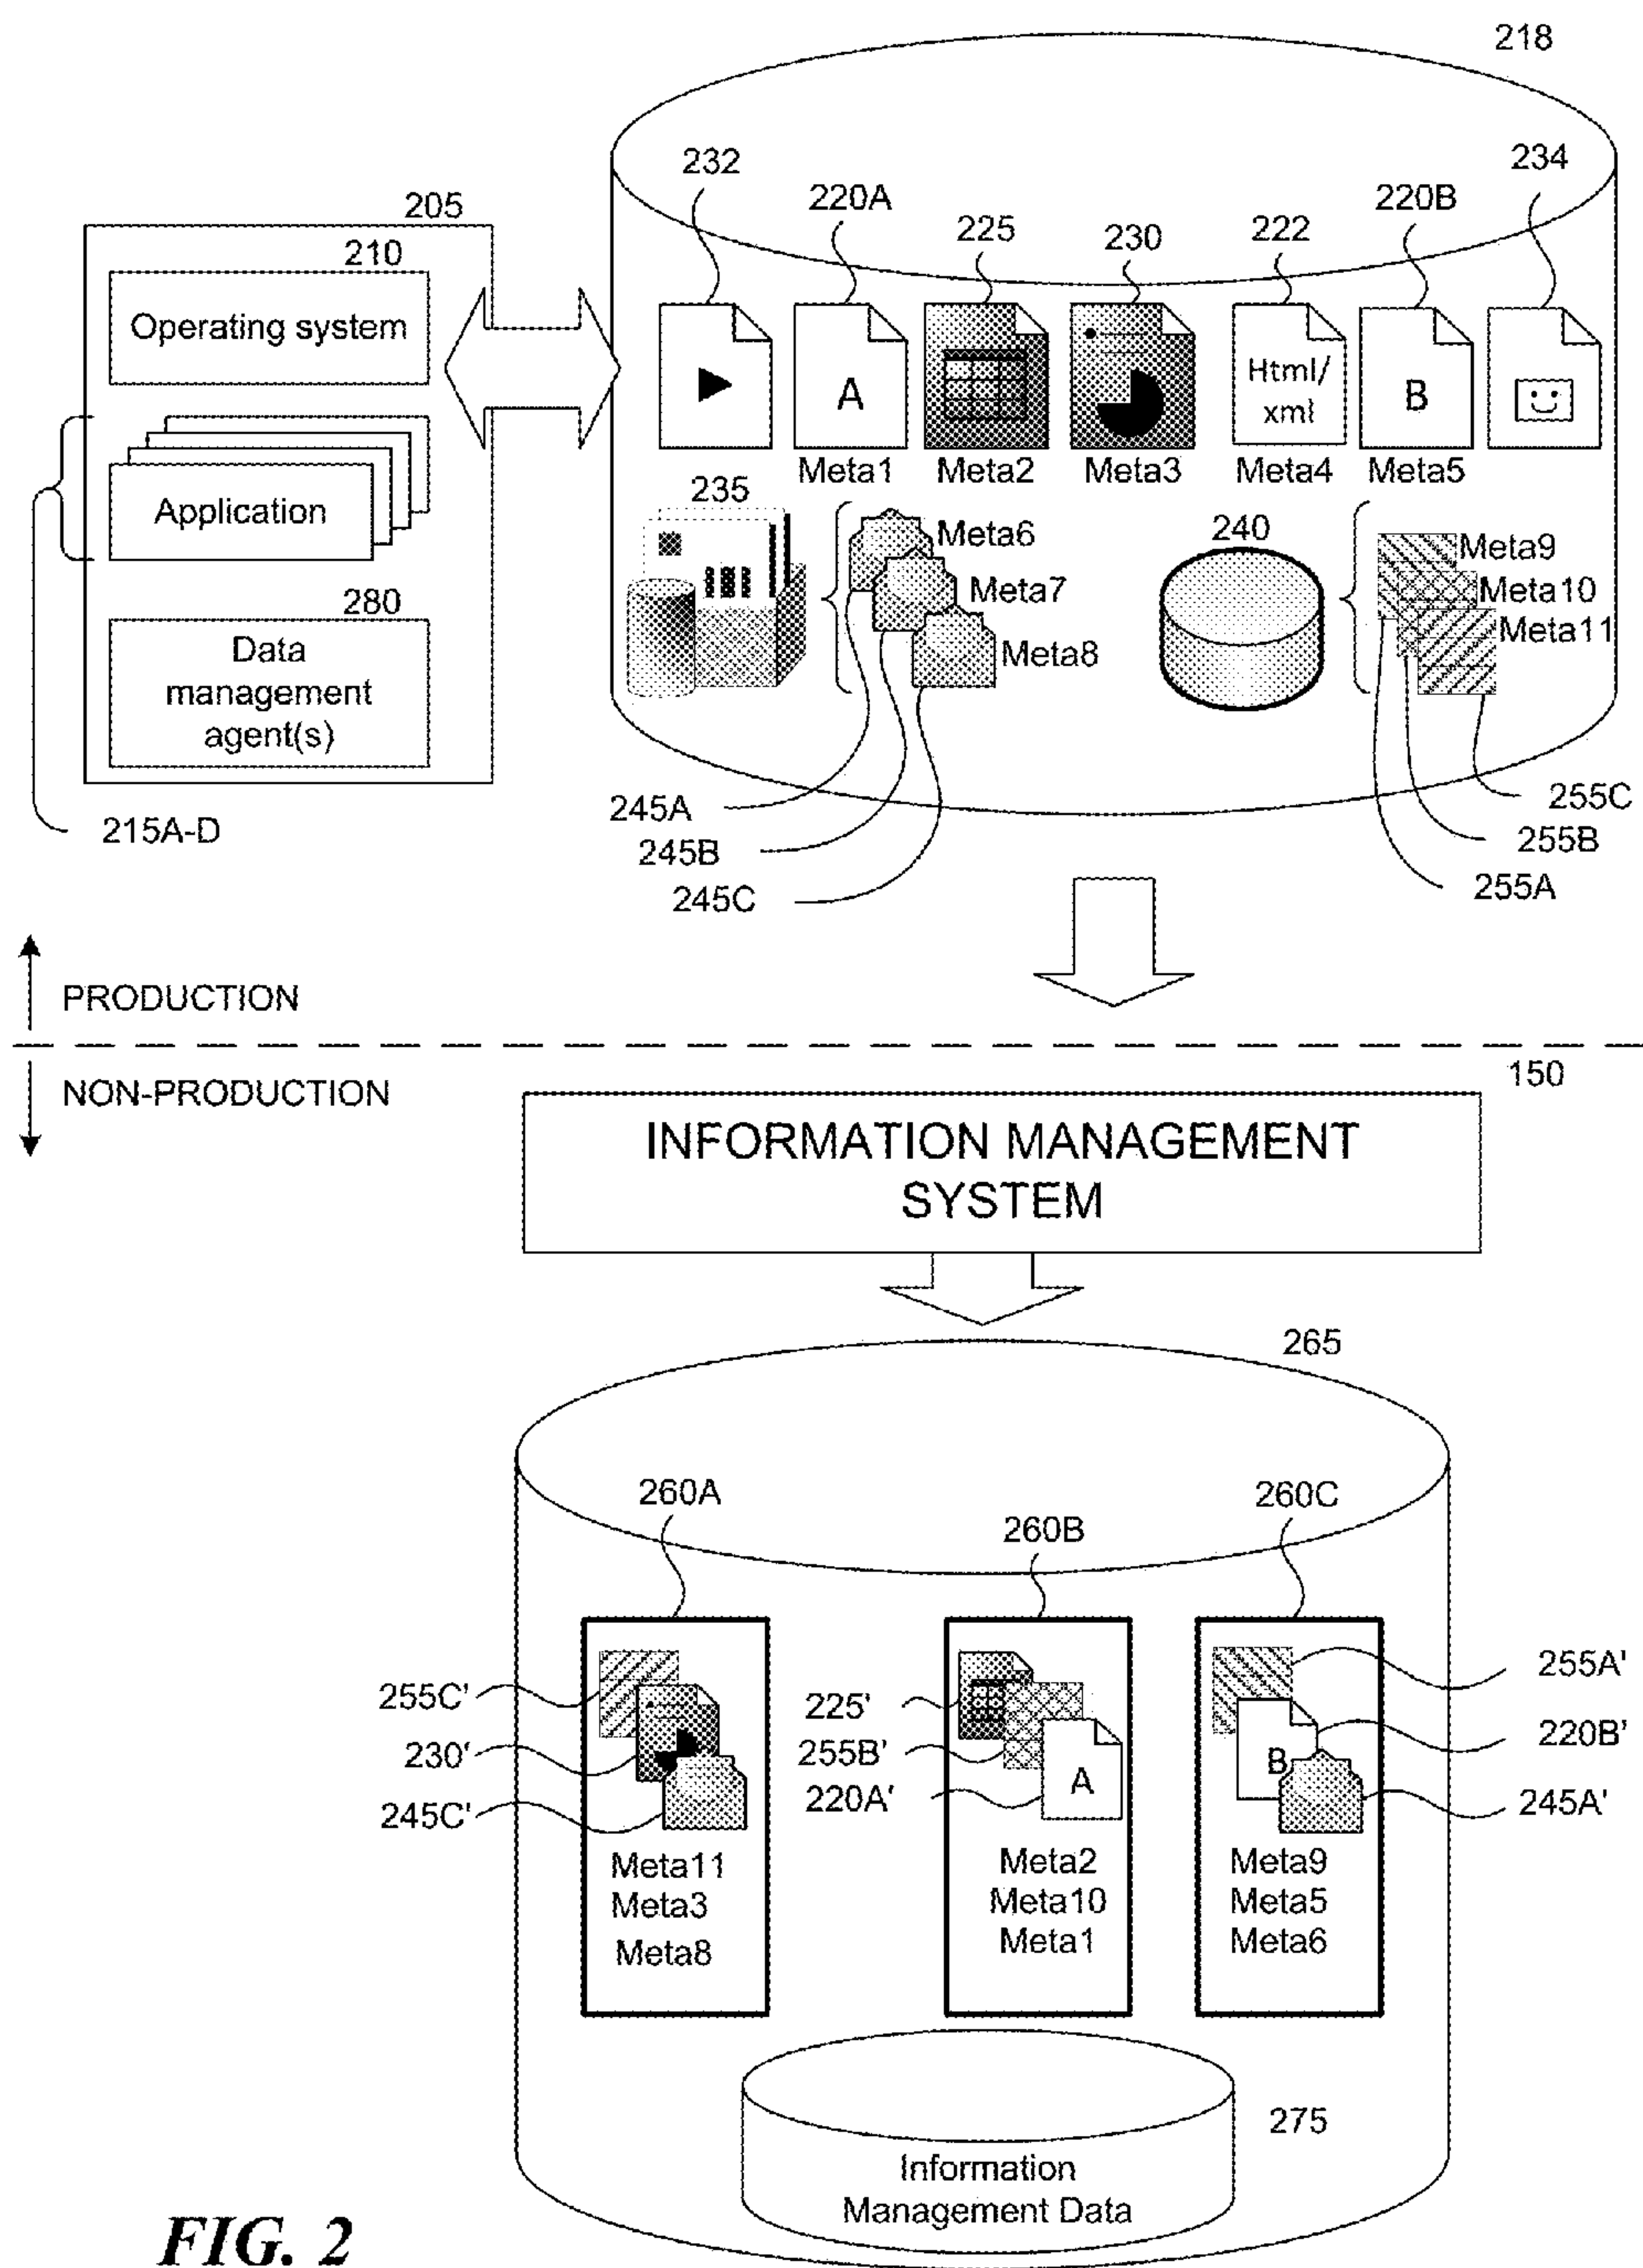 218
232
234
220A
220B
205
225
230
222
210
Operating system
A
Html/
xml
B
Meta1
Meta2
Meta3
Meta4
Meta5
Application
235
Meta6
240
Meta9
Meta7
Meta10
280
Meta8
Meta11
Data
management
agent(s)
245A
255C
215A-D
245B
255B
245C
255A
PRODUCTION
150
NON-PRODUCTION
INFORMATION MANAGEMENT
SYSTEM
265
260A
260B
260C
255C'
225'
255A'
230'
255B'
220B'
B
245C'
220A'
A
245A'
Meta11
Meta3
Meta8
Meta2
Meta10
Meta1
Meta9
Meta5
Meta6
275
Information
Management Data
FIG. 2